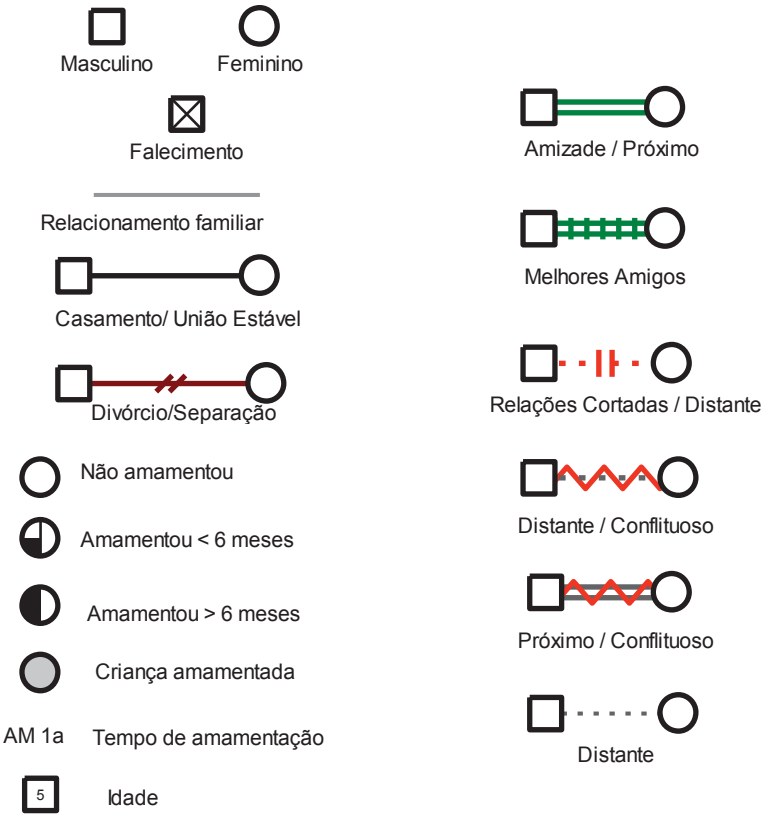 Masculino
Feminino
Falecimento
Relacionamento familiar
Casamento/ União Estável
Divórcio/Separação
Não amamentou
Amamentou < 6 meses
Amamentou > 6 meses
Criança amamentada
AM 1a Tempo de amamentação
5 Idade
Amizade / Próximo
Melhores Amigos
Relações Cortadas / Distante
Distante / Conflituoso
Próximo / Conflituoso
Distante